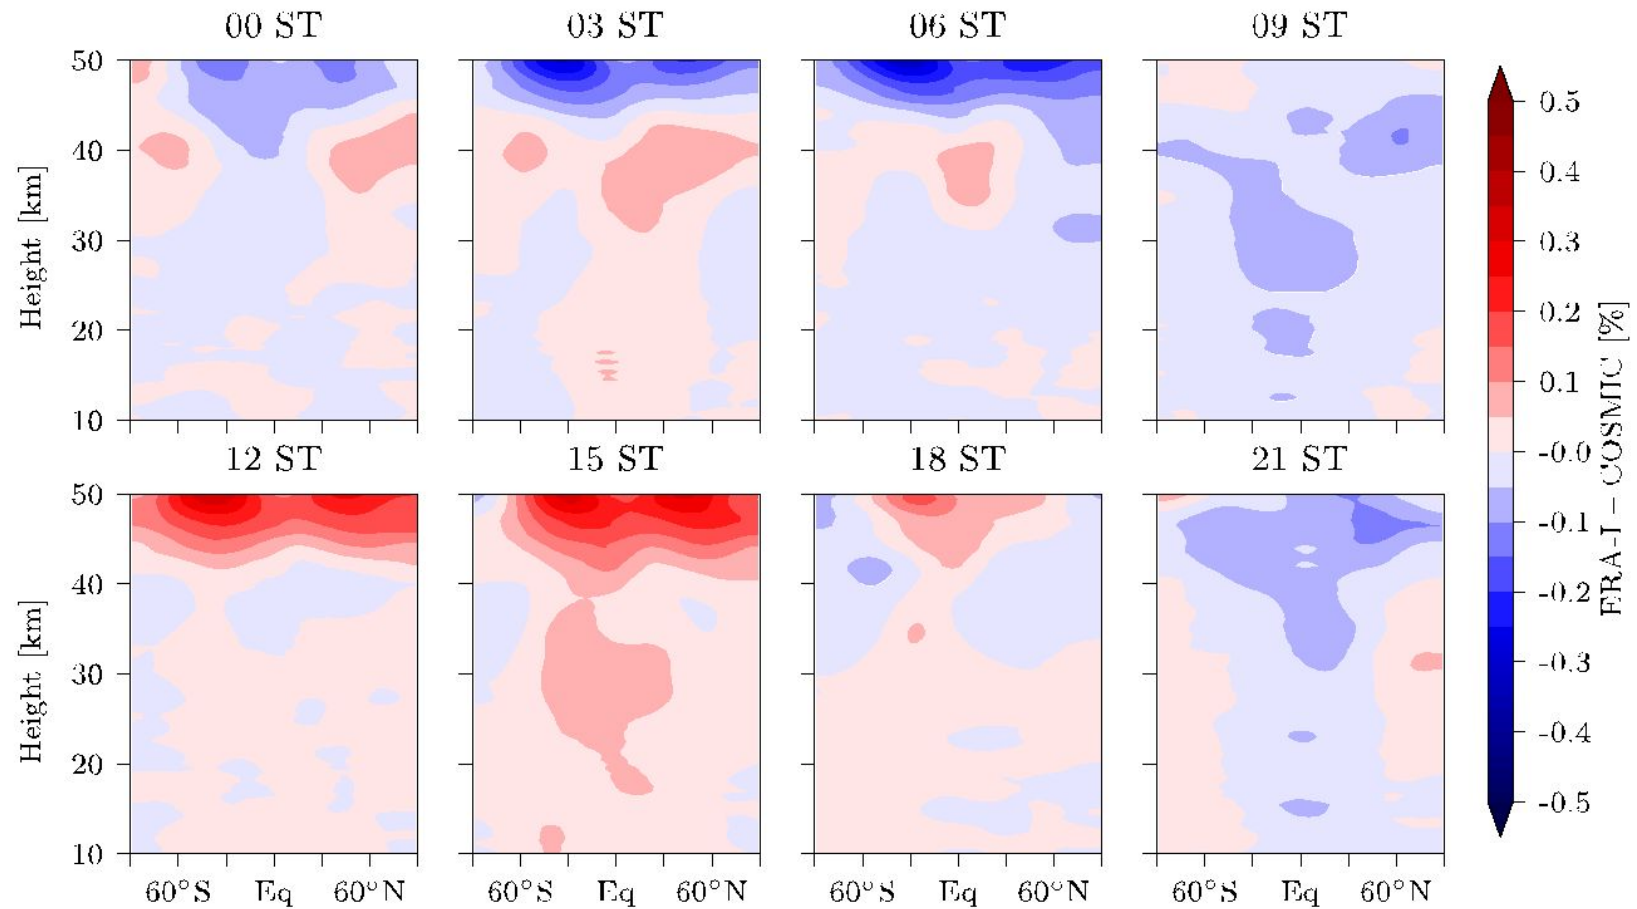 00 ST
03 ST
06 ST
09 ST
50
40
30
20
10
Height [km]
12 ST
15 ST
18 ST
21 ST
50
40
30
20
10
Height [km]
60°S Eq 60°N
60°S Eq 60°N
60°S Eq 60°N
60°S Eq 60°N
0.5
0.4
0.3
0.2
0.1
-0.0
-0.1
-0.2
-0.3
-0.4
-0.5
ERA-I – COSMIC [%]